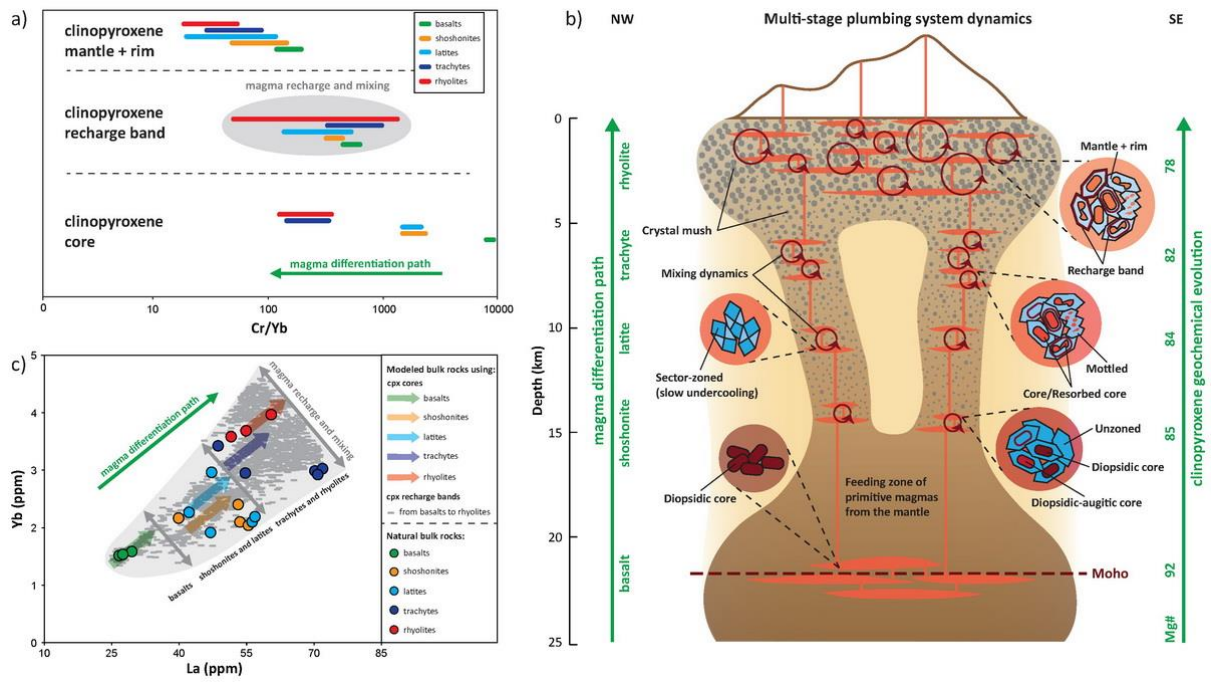 a)
clinopyroxene
mantle + rim
magma recharge and mixing
clinopyroxene
recharge band
clinopyroxene
core
magma differentiation path
basalts
shoshonites
latites
trachytes
rhyolites
0
10
100
1000
10000
Cr/Yb
b)
NW
Multi-stage plumbing system dynamics
SE
0
5
10
15
20
25
Depth (km)
magma differentiation path
rhyolite
trachyte
latite
shoshonite
basalt
Crystal mush
Mixing dynamics
Sector-zoned
(slow undercooling)
Diopsidic core
Feeding zone of
primitive magmas
from the mantle
Mantle + rim
Recharge band
Mottled
Core/Resorbed core
Unzoned
Diopsidic core
Diopsidic-augitic core
Moho
78
82
84
85
92
Mg#
clinopyroxene geochemical evolution
c)
5
4
3
2
1
0
Yb (ppm)
10
25
40
55
70
85
La (ppm)
magma differentiation path
magma recharge and mixing
basalts
shoshonites and latites
trachytes and rhyolites
Modeled bulk rocks using:
cpx cores
basalts
shoshonites
latites
trachytes
rhyolites
cpx recharge bands
from basalts to rhyolites
Natural bulk rocks:
basalts
shoshonites
latites
trachytes
rhyolites